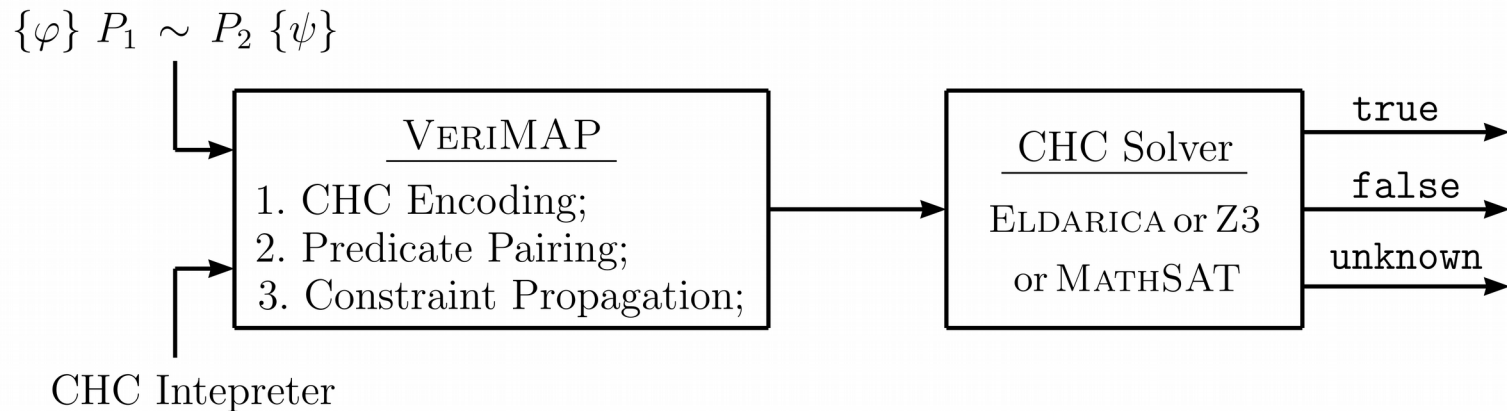 {φ} P₁ ∼ P₂ {ψ}
VERIMAP
1. CHC Encoding;
2. Predicate Pairing;
3. Constraint Propagation;
CHC Intepreter
CHC Solver
ELDARICA or Z3
or MATHSAT
true
false
unknown